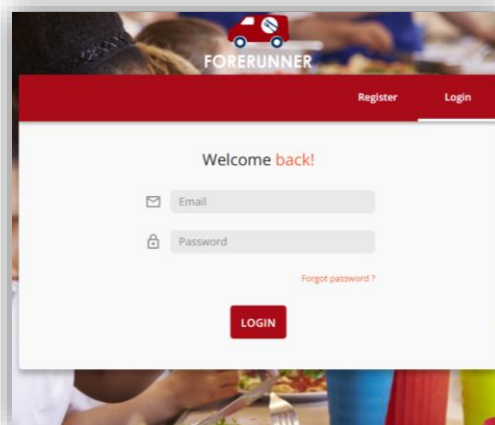 FORERUNNER
Register Login
Welcome back!
Email
Password
Forgot password ?
LOGIN